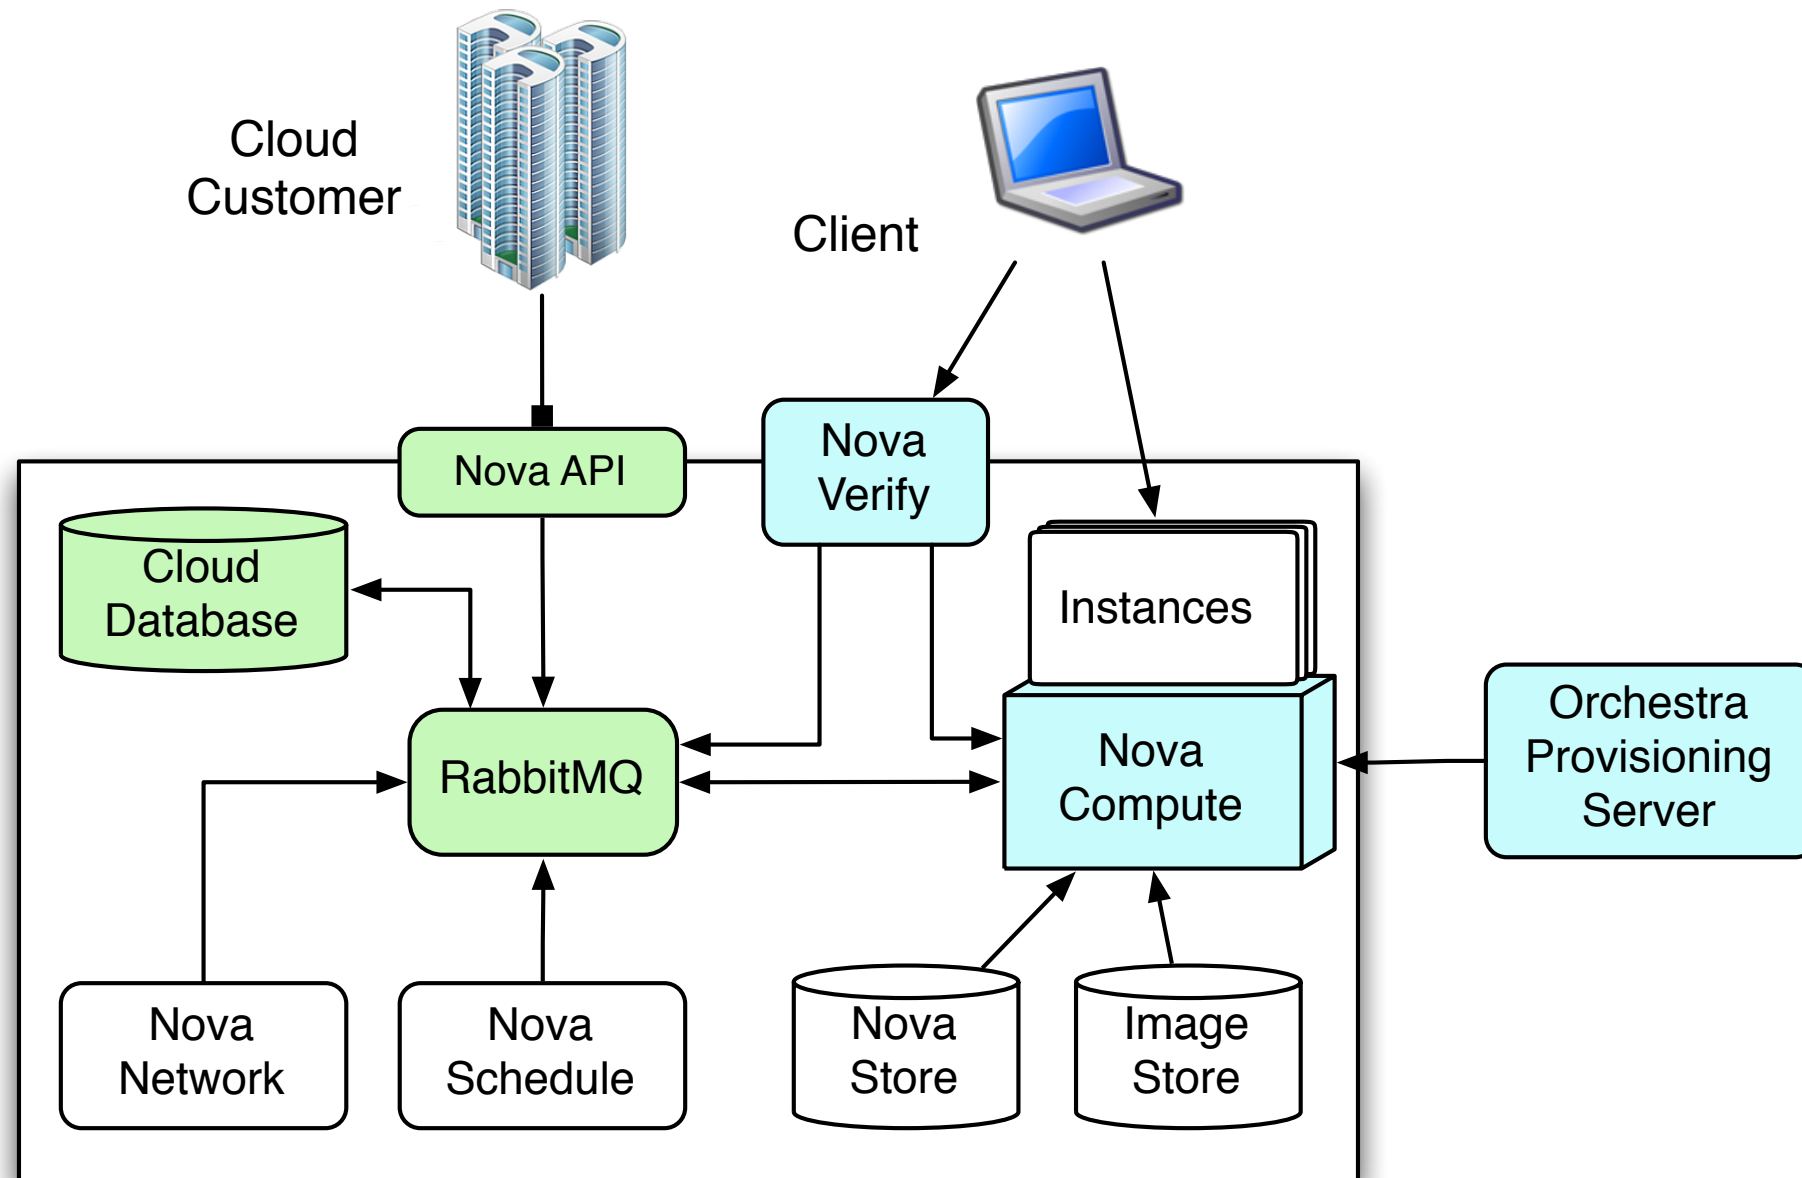 Cloud
Customer
Client
Nova API
Nova
Verify
Cloud
Database
Instances
RabbitMQ
Nova
Compute
Orchestra
Provisioning
Server
Nova
Network
Nova
Schedule
Nova
Store
Image
Store